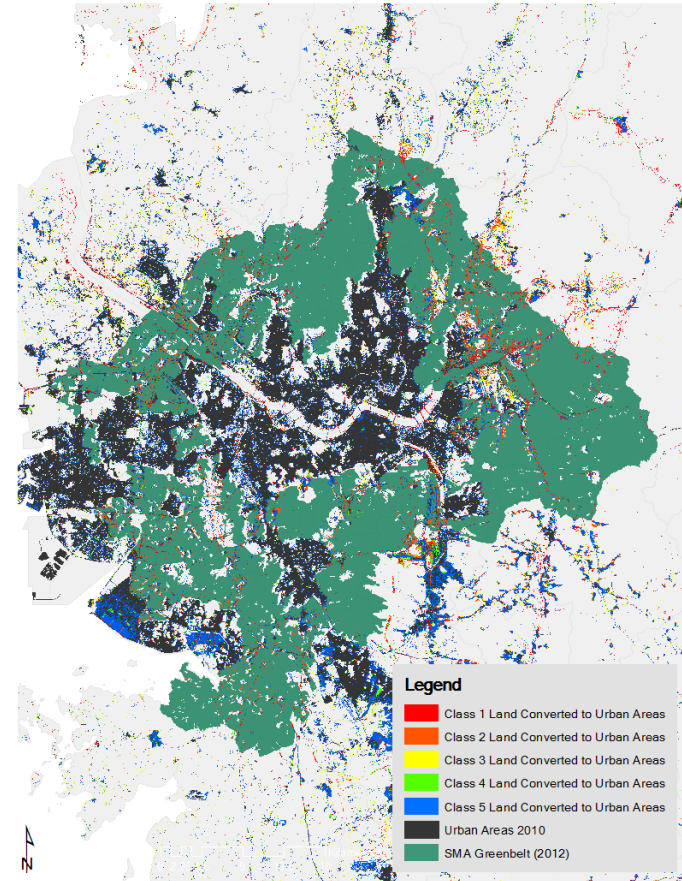 Legend
Class 1 Land Converted to Urban Areas
Class 2 Land Converted to Urban Areas
Class 3 Land Converted to Urban Areas
Class 4 Land Converted to Urban Areas
Class 5 Land Converted to Urban Areas
Urban Areas 2010
SMA Greenbelt (2012)
N